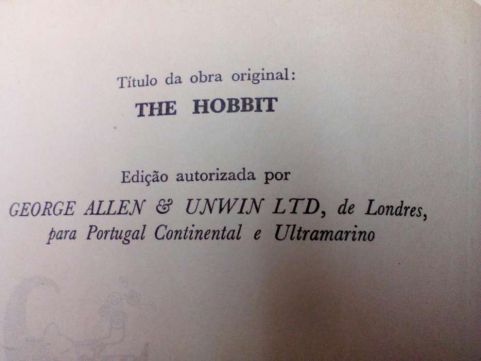 Título da obra original:
THE HOBBIT
Edição autorizada por
GEORGE ALLEN & UNWIN LTD, de Londres,
para Portugal Continental e Ultramarino